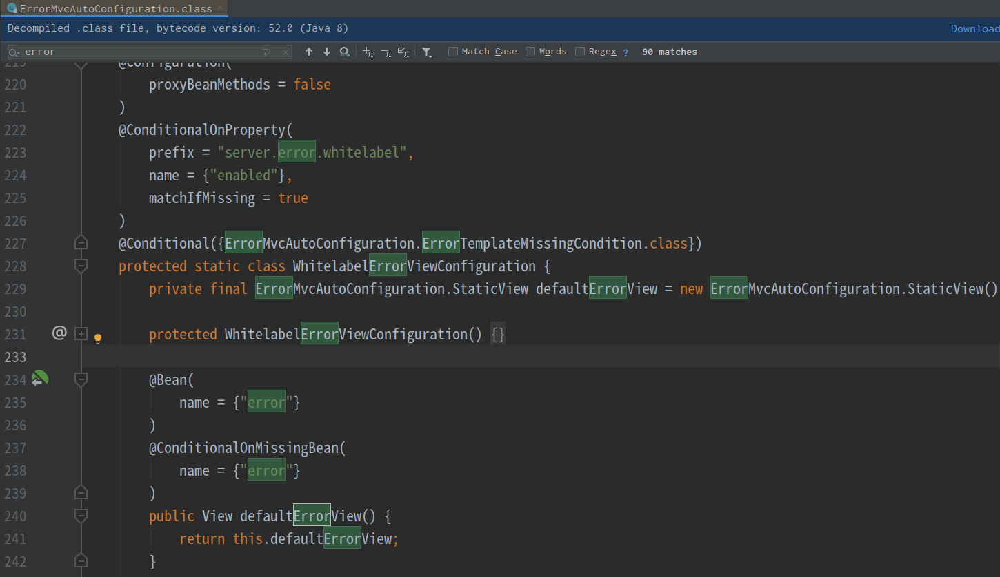 ErrorMvcAutoConfiguration.class
Decompiled .class file, bytecode version: 52.0 (Java 8)
Download
error
Match Case
Words
Regex
?
90 matches
219 @Configuration(
220 proxyBeanMethods = false
221 )
222 @ConditionalOnProperty(
223 prefix = "server.error.whitelabel",
224 name = {"enabled"},
225 matchIfMissing = true
226 )
227 @Conditional({ErrorMvcAutoConfiguration.ErrorTemplateMissingCondition.class})
228 protected static class WhitelabelErrorViewConfiguration {
229 private final ErrorMvcAutoConfiguration.StaticView defaultErrorView = new ErrorMvcAutoConfiguration.StaticView()
230
231 @ protected WhitelabelErrorViewConfiguration() {}
233
234 @Bean(
235 name = {"error"}
236 )
237 @ConditionalOnMissingBean(
238 name = {"error"}
239 )
240 public View defaultErrorView() {
241 return this.defaultErrorView;
242 }